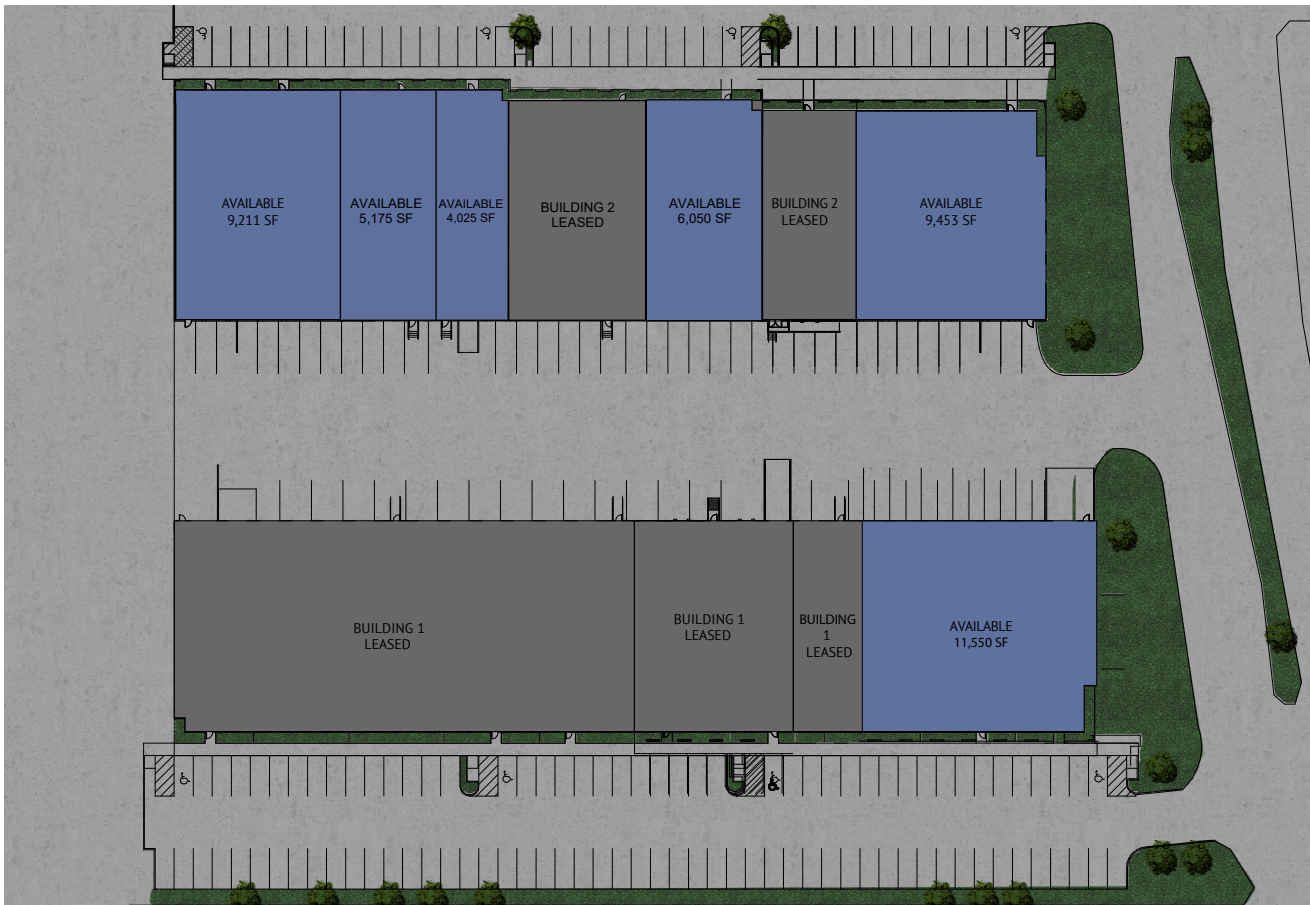 AVAILABLE
9,211 SF
AVAILABLE
5,175 SF
AVAILABLE
4,025 SF
BUILDING 2
LEASED
AVAILABLE
6,050 SF
BUILDING 2
LEASED
AVAILABLE
9,453 SF
BUILDING 1
LEASED
BUILDING 1
LEASED
BUILDING
1
LEASED
AVAILABLE
11,550 SF